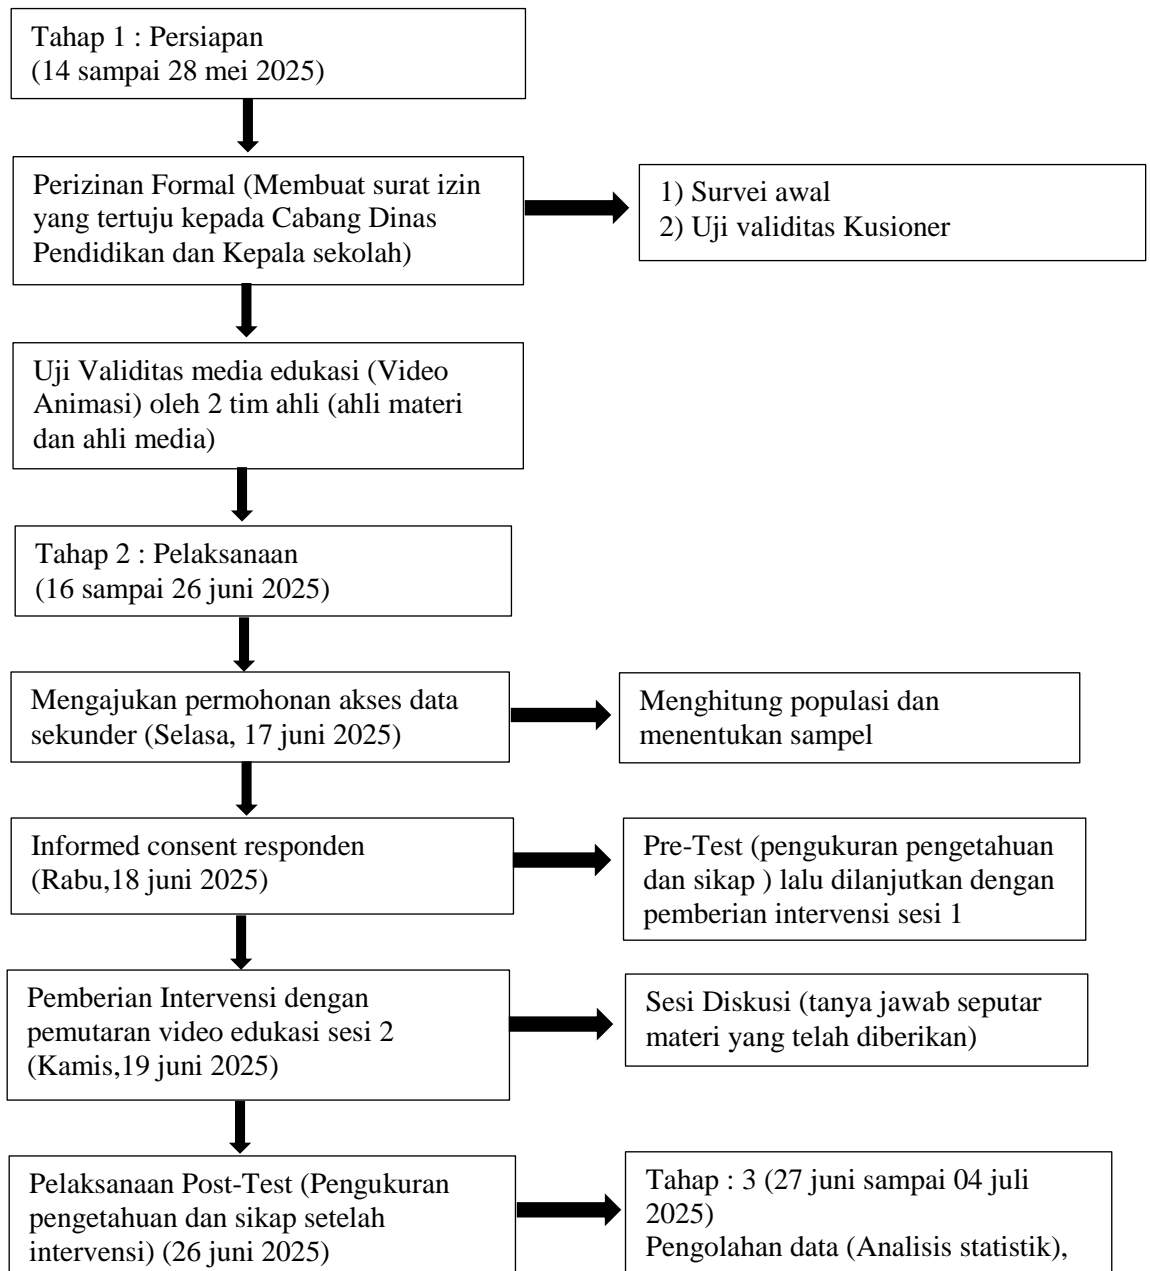 Tahap 1 : Persiapan
(14 sampai 28 mei 2025)
Perizinan Formal (Membuat surat izin
yang tertuju kepada Cabang Dinas
Pendidikan dan Kepala sekolah)
1) Survei awal
2) Uji validitas Kusioner
Uji Validitas media edukasi (Video
Animasi) oleh 2 tim ahli (ahli materi
dan ahli media)
Tahap 2 : Pelaksanaan
(16 sampai 26 juni 2025)
Mengajukan permohonan akses data
sekunder (Selasa, 17 juni 2025)
Menghitung populasi dan
menentukan sampel
Informed consent responden
(Rabu,18 juni 2025)
Pre-Test (pengukuran pengetahuan
dan sikap ) lalu dilanjutkan dengan
pemberian intervensi sesi 1
Pemberian Intervensi dengan
pemutaran video edukasi sesi 2
(Kamis,19 juni 2025)
Sesi Diskusi (tanya jawab seputar
materi yang telah diberikan)
Pelaksanaan Post-Test (Pengukuran
pengetahuan dan sikap setelah
intervensi) (26 juni 2025)
Tahap : 3 (27 juni sampai 04 juli
2025)
Pengolahan data (Analisis statistik),